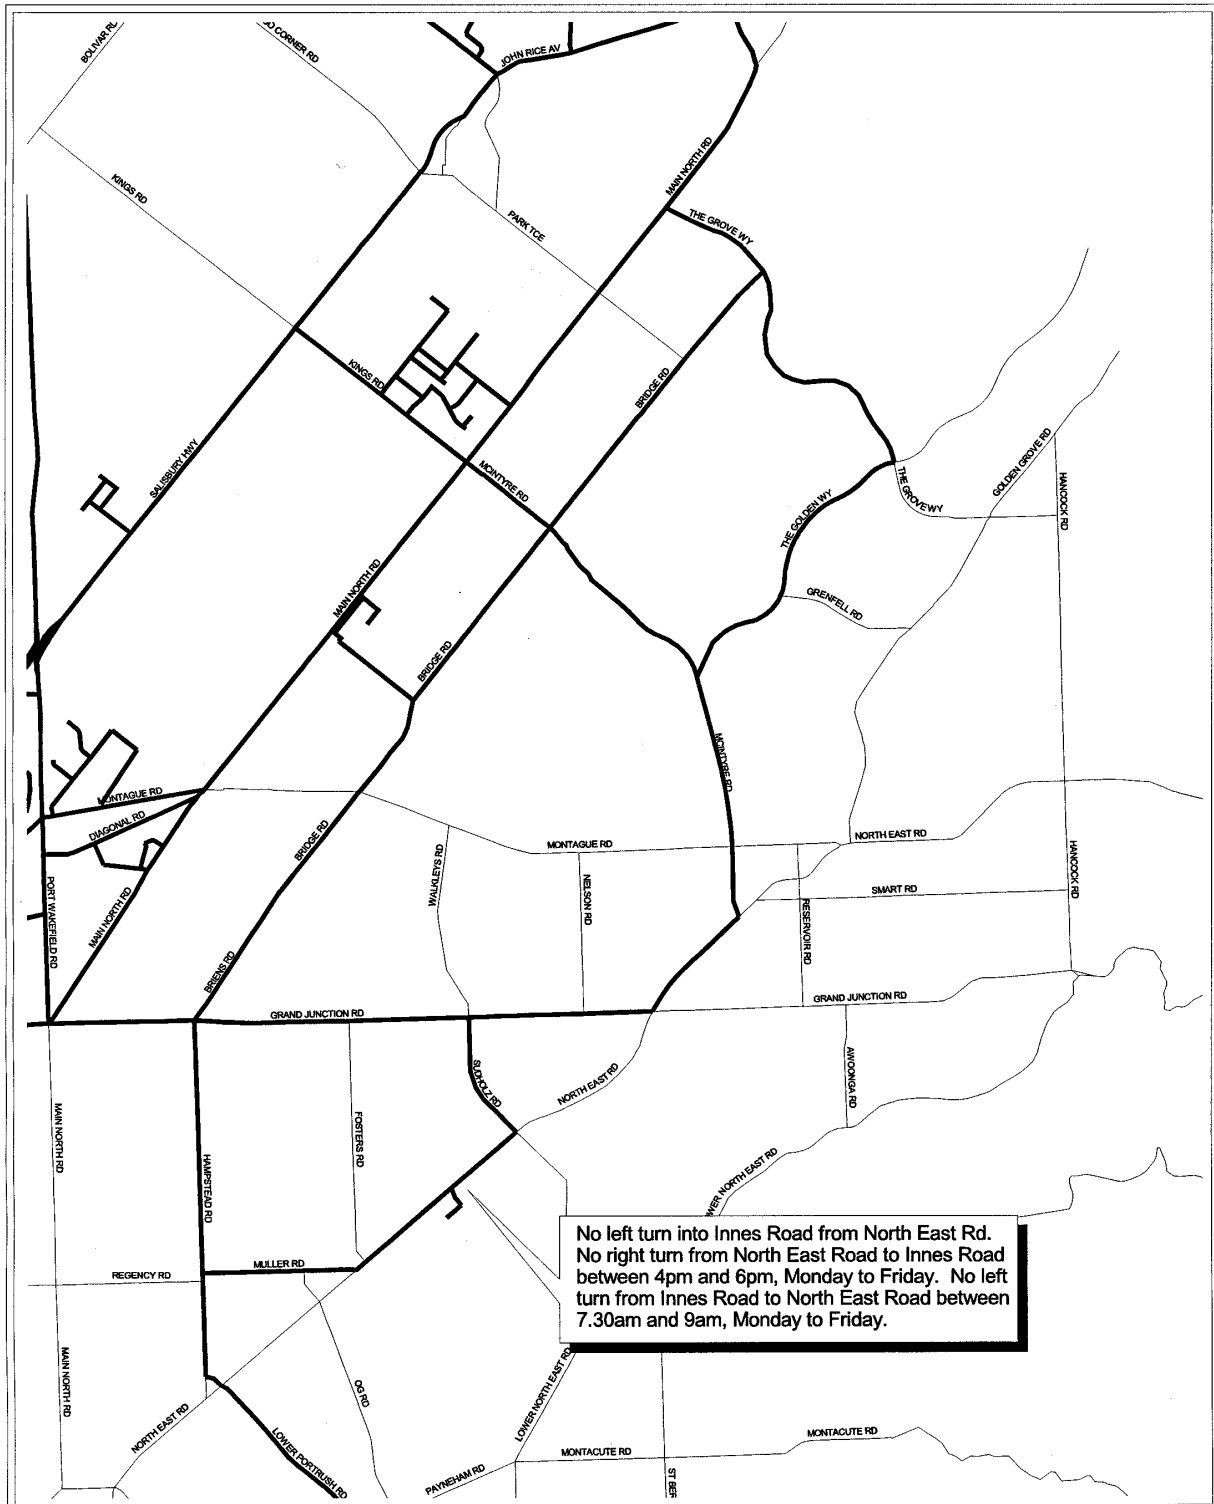 BOLIVAR RD
CORNER RD
JOHN RICE AV
MAIN NORTH RD
KINGS RD
PARK TCE
THE GROVE WY
KINGS RD
BRIDGE RD
SALISBURY HWY
MCINTYRE RD
GOLDEN GROVE RD
THE GROVE WY
HANCOCK RD
THE GOLDEN WY
MAIN NORTH RD
GRENFELL RD
BRIDGE RD
MCINTYRE RD
MONTAGUE RD
DIAGONAL RD
BRIDGE RD
MONTAGUE RD
NORTH EAST RD
WALKLEYS RD
NELSON RD
HANCOCK RD
SMART RD
PORT WAKEFIELD RD
MAIN NORTH RD
RESERVOIR RD
BRIENS RD
GRAND JUNCTION RD
GRAND JUNCTION RD
SUDHOLZ RD
NORTH EAST RD
AWOONGA RD
MAIN NORTH RD
FOSTERS RD
HAMPSTEAD RD
WER NORTH EAST RD
No left turn into Innes Road from North East Rd.
No right turn from North East Road to Innes Road
between 4pm and 6pm, Monday to Friday. No left
turn from Innes Road to North East Road between
7.30am and 9am, Monday to Friday.
MULLER RD
REGENCY RD
MAIN NORTH RD
OG RD
LOWER NORTH EAST RD
NORTH EAST RD
LOWER PORTRUSH RD
MONTACUTE RD
MONTACUTE RD
PAYNEHAM RD
ST BER